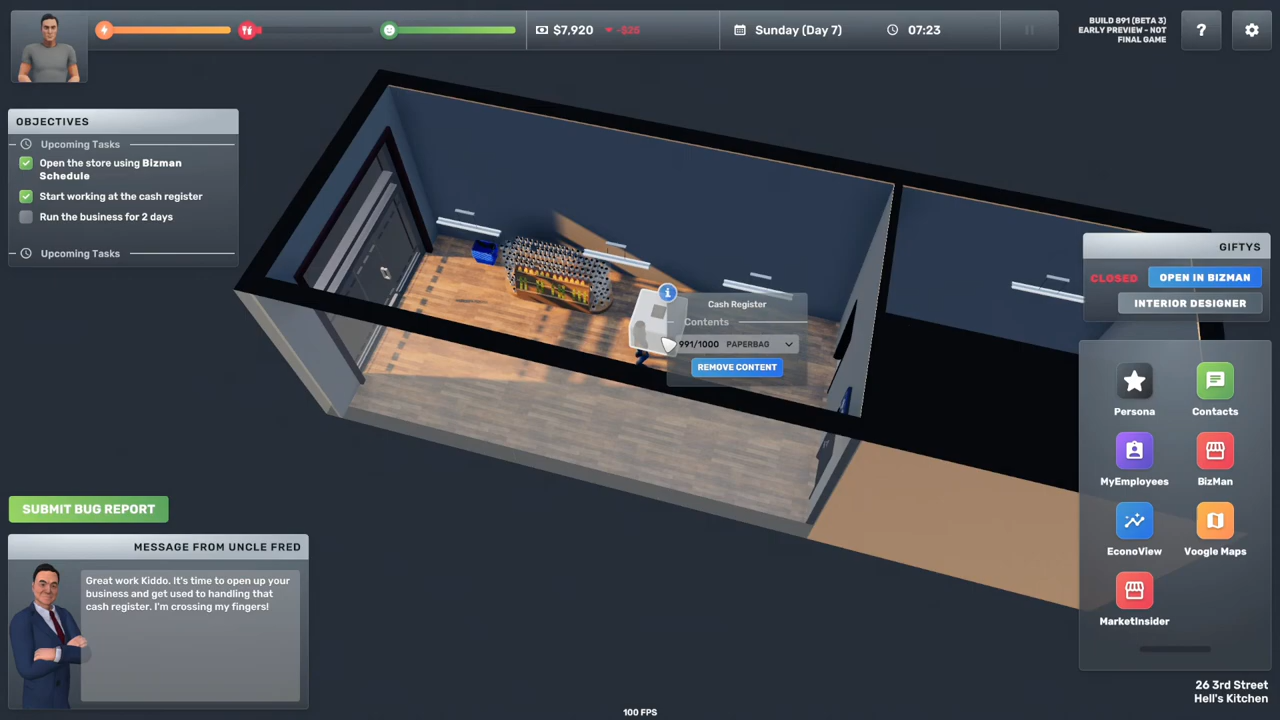 $7,920 -$25
Sunday (Day 7)
07:23
BUILD 891 (BETA 3)
EARLY PREVIEW - NOT
FINAL GAME
?
OBJECTIVES
Upcoming Tasks
Open the store using Bizman
Schedule
Start working at the cash register
Run the business for 2 days
Upcoming Tasks
GIFTYS
CLOSED
OPEN IN BIZMAN
INTERIOR DESIGNER
i
Cash Register
Contents
991/1000 PAPERBAG
REMOVE CONTENT
Persona
Contacts
MyEmployees
BizMan
EconoView
Voogle Maps
MarketInsider
SUBMIT BUG REPORT
MESSAGE FROM UNCLE FRED
Great work Kiddo. It's time to open up your
business and get used to handling that
cash register. I'm crossing my fingers!
26 3rd Street
Hell's Kitchen
100 FPS